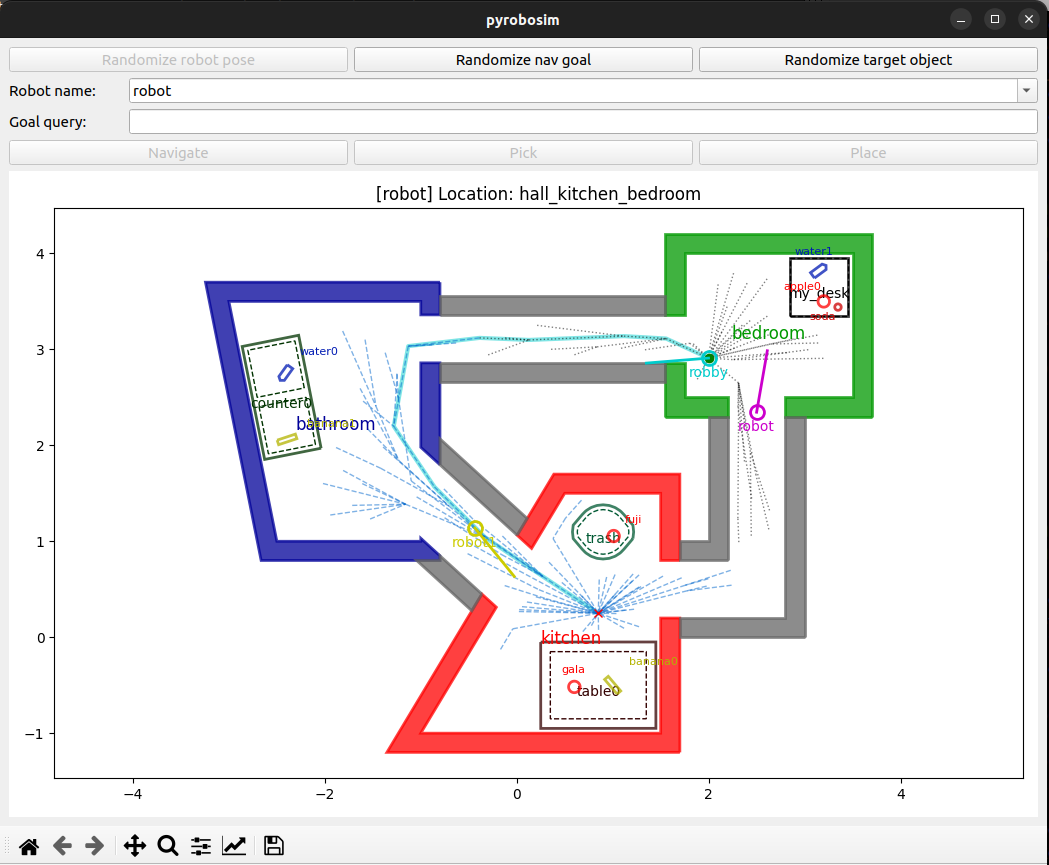 pyrobosim
Randomize robot pose Randomize nav goal Randomize target object
Robot name: robot
Goal query:
Navigate Pick Place
[robot] Location: hall_kitchen_bedroom
4
3
2
1
0
−1
−4 −2 0 2 4
water1
apple0
my_desk
soda
bedroom
robby
robot
water0
counter0
banana1
bathroom
fuji
trash
robot1
kitchen
gala
banana0
table0